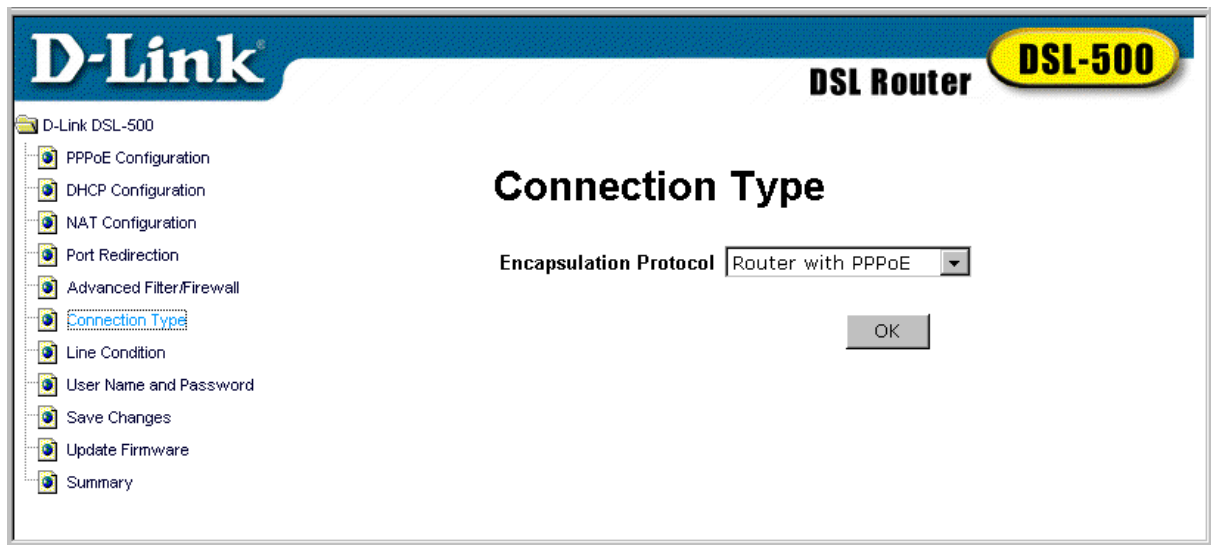 D-Link®
DSL Router
DSL-500
D-Link DSL-500
PPPoE Configuration
DHCP Configuration
NAT Configuration
Port Redirection
Advanced Filter/Firewall
Connection Type
Line Condition
User Name and Password
Save Changes
Update Firmware
Summary
Connection Type
Encapsulation Protocol Router with PPPoE
OK